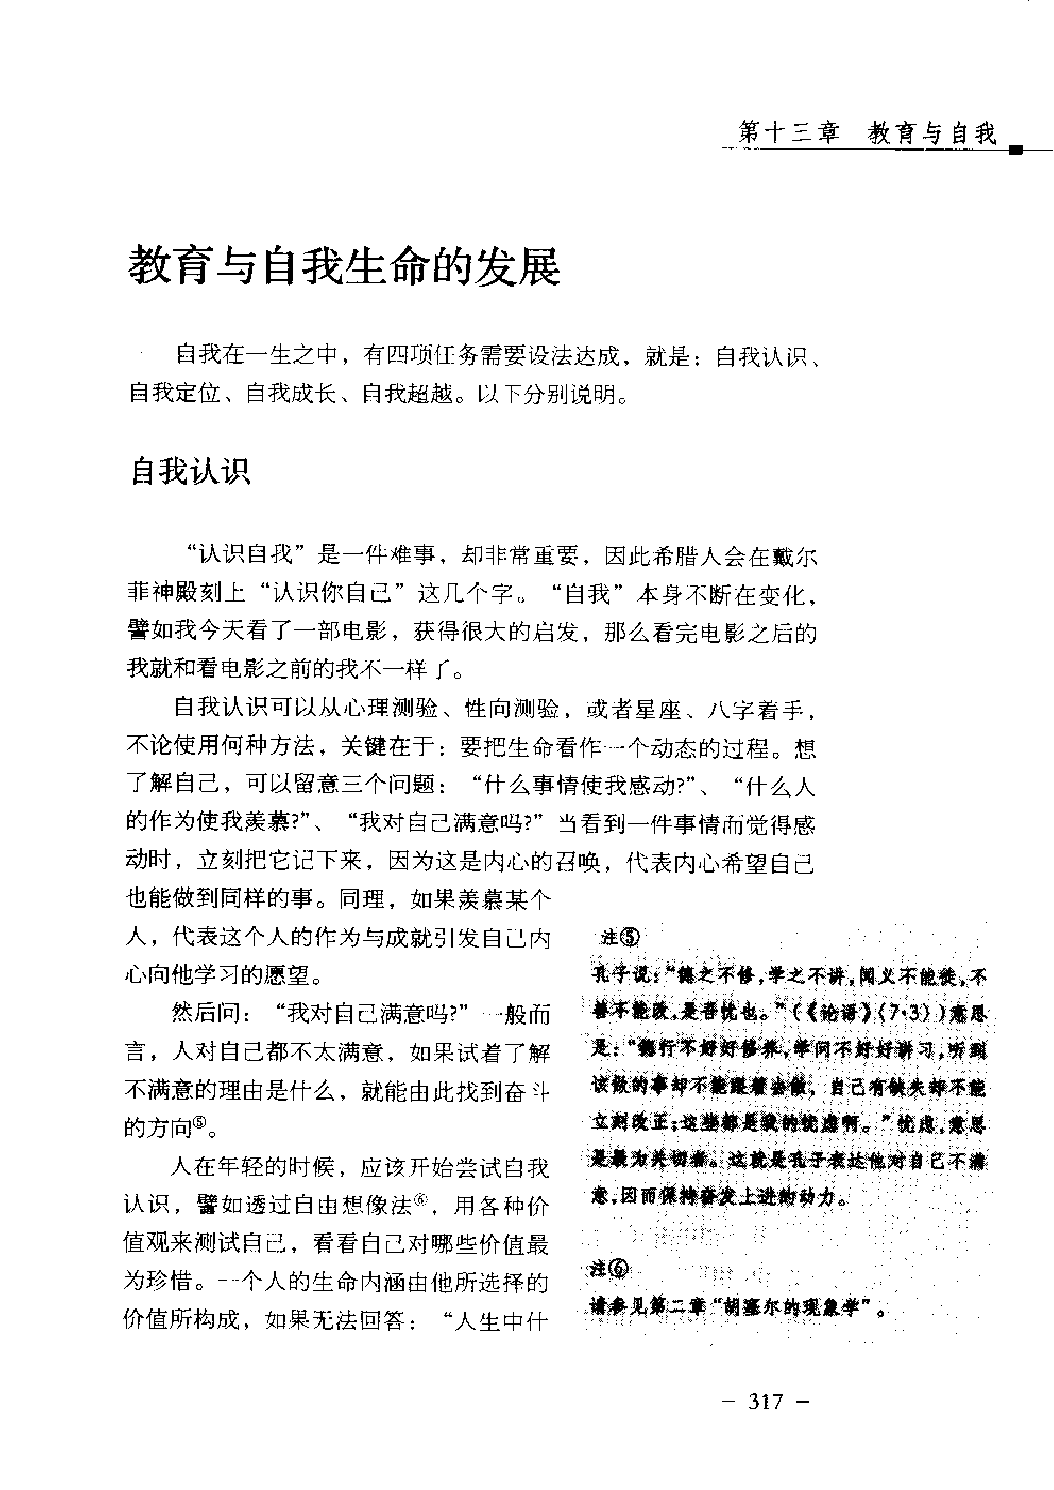 第十三章 教育与自我
教育与自我生命的发展
自我在一生之中，有四项任务需要设法达成，就是：自我认识、
自我定位、自我成长、自我超越。以下分别说明。
自我认识
“认识自我”是一件难事，却非常重要，因此希腊人会在戴尔
菲神殿刻上“认识你自己”这几个字。“自我”本身不断在变化，
譬如我今天看了一部电影，获得很大的启发，那么看完电影之后的
我就和看电影之前的我不一样了。
自我认识可以从心理测验、性向测验，或者星座、八字着手，
不论使用何种方法，关键在于：要把生命看作一个动态的过程。想
了解自己，可以留意三个问题：“什么事情使我感动?”、“什么人
的作为使我羡慕?”、“我对自己满意吗?”当看到一件事情而觉得感
动时，立刻把它记下来，因为这是内心的召唤，代表内心希望自己
也能做到同样的事。同理，如果羡慕某个
人，代表这个人的作为与成就引发自己内
心向他学习的愿望。
然后问：“我对自己满意吗?”一般而
言，人对自己都不太满意，如果试着了解
不满意的理由是什么，就能由此找到奋斗
的方向⑤。
人在年轻的时候，应该开始尝试自我
认识，譬如透过自由想像法⑥，用各种价
值观来测试自己，看看自己对哪些价值最
为珍惜。一个人的生命内涵由他所选择的
价值所构成，如果无法回答：“人生中什
注⑤
孔子说：“德之不修，学之不讲，闻义不能徙，不
善不能改，是吾忧也。”（《论语》〈7·3〉）意思
是：“德行不好好修养，学问不好好讲习，听到
该做的事却不能跟着去做，自己有缺失却不能
立刻改正；这些都是我的忧虑啊。”忧虑，意思
是最为关切者。这就是孔子表达他对自己不满
意，因而保持奋发上进的动力。
注⑥
请参见第二章“胡塞尔的现象学”。
— 317 —